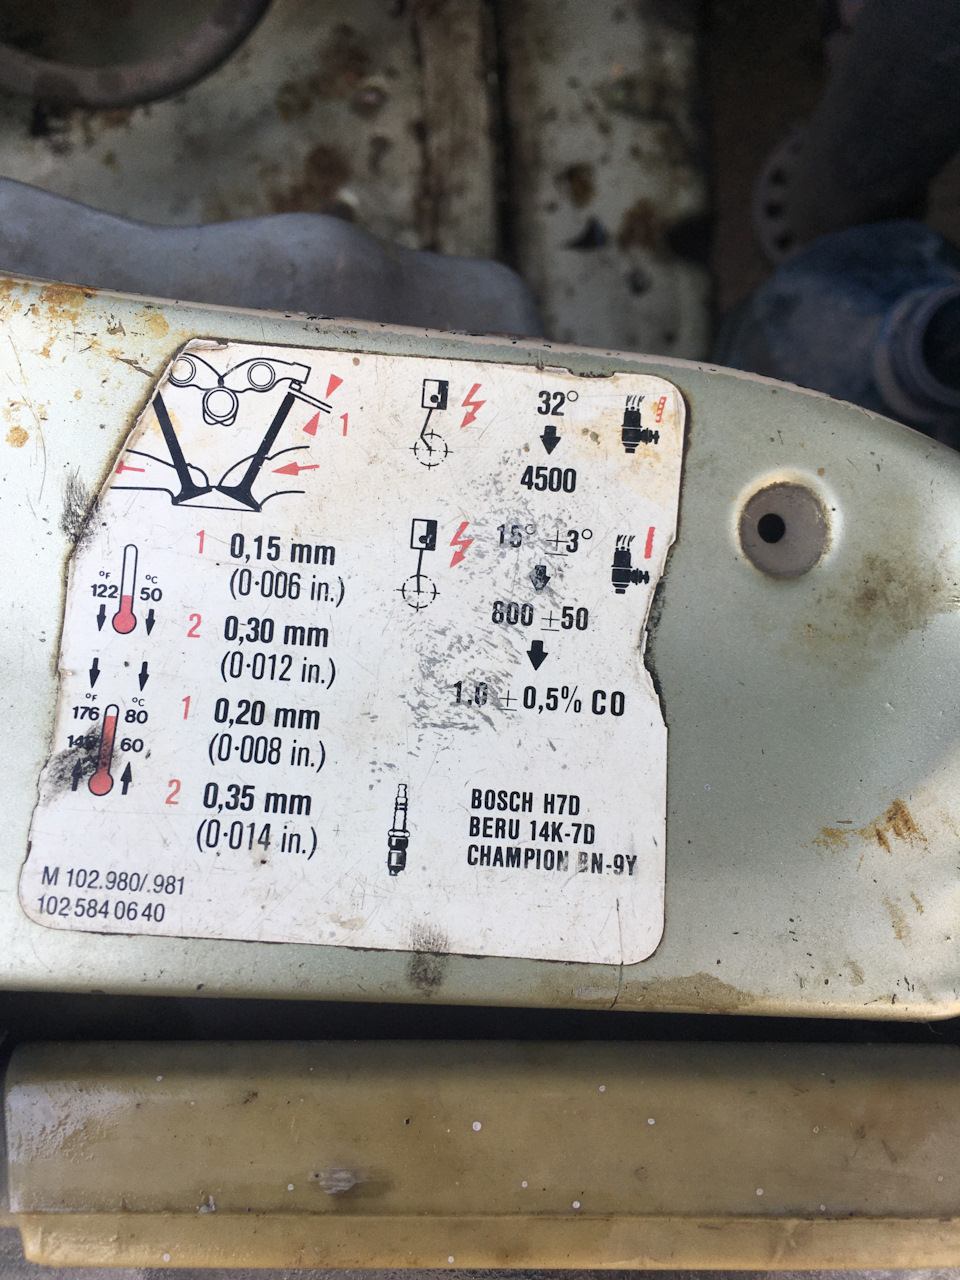 1
32°
4500
15° ±3°
800 ±50
1.0 ±0,5% CO
1 0,15 mm
(0·006 in.)
°F °C
122 50
2 0,30 mm
(0·012 in.)
°F °C
176 80
60
1 0,20 mm
(0·008 in.)
2 0,35 mm
(0·014 in.)
BOSCH H7D
BERU 14K-7D
CHAMPION BN-9Y
M 102.980/.981
102 584 06 40